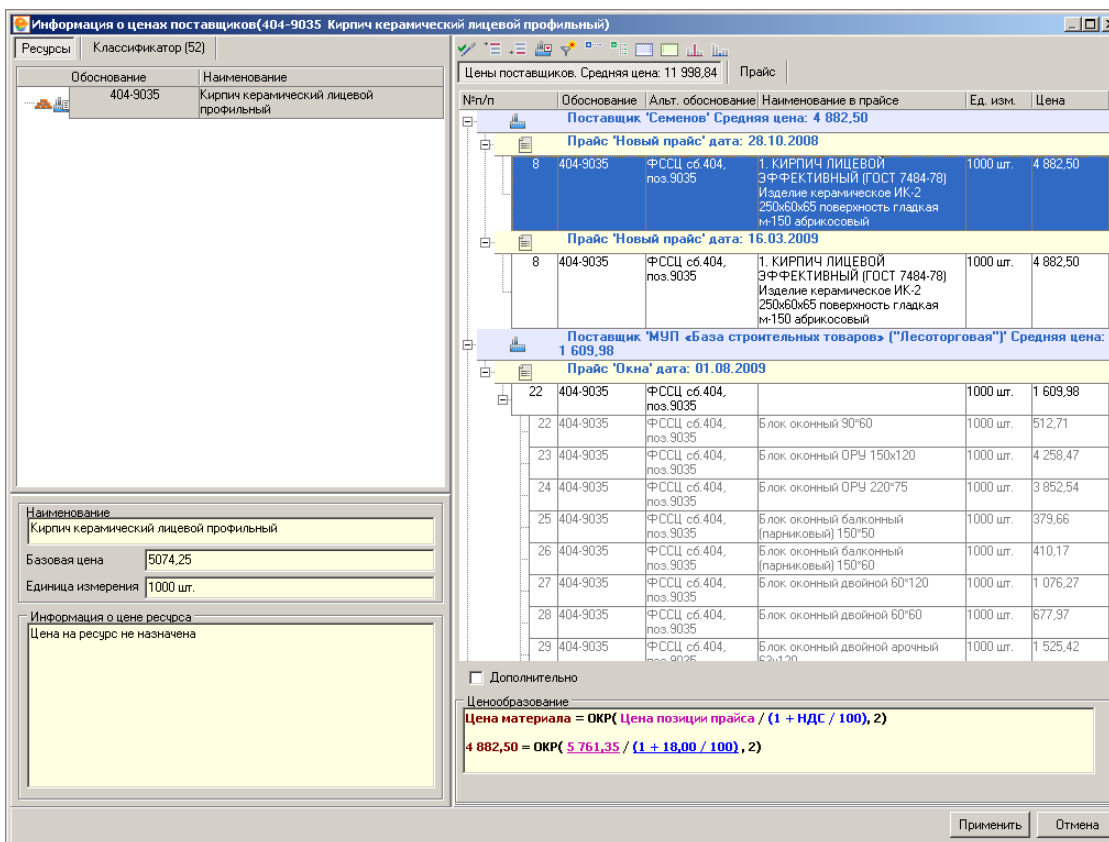 Информация о ценах поставщиков(404-9035 Кирпич керамический лицевой профильный)
Ресурсы Классификатор (52)
Обоснование Наименование
404-9035 Кирпич керамический лицевой
профильный
Наименование
Кирпич керамический лицевой профильный
Базовая цена 5074,25
Единица измерения 1000 шт.
Информация о цене ресурса
Цена на ресурс не назначена
Цены поставщиков. Средняя цена: 11 998,84 Прайс
№п/п Обоснование Альт. обоснование Наименование в прайсе Ед. изм. Цена
Поставщик 'Семенов' Средняя цена: 4 882,50
Прайс 'Новый прайс' дата: 28.10.2008
8 404-9035 ФССЦ сб.404, 1. КИРПИЧ ЛИЦЕВОЙ 1000 шт. 4 882,50
поз.9035 ЭФФЕКТИВНЫЙ (ГОСТ 7484-78)
Изделие керамическое ИК-2
250х60х65 поверхность гладкая
м-150 абрикосовый
Прайс 'Новый прайс' дата: 16.03.2009
8 404-9035 ФССЦ сб.404, 1. КИРПИЧ ЛИЦЕВОЙ 1000 шт. 4 882,50
поз.9035 ЭФФЕКТИВНЫЙ (ГОСТ 7484-78)
Изделие керамическое ИК-2
250х60х65 поверхность гладкая
м-150 абрикосовый
Поставщик 'МУП «База строительных товаров» ("Лесоторговая")' Средняя цена:
1 609,98
Прайс 'Окна' дата: 01.08.2009
22 404-9035 ФССЦ сб.404, 1000 шт. 1 609,98
поз.9035
22 404-9035 ФССЦ сб.404, Блок оконный 90*60 1000 шт. 512,71
поз.9035
23 404-9035 ФССЦ сб.404, Блок оконный ОРУ 150х120 1000 шт. 4 258,47
поз.9035
24 404-9035 ФССЦ сб.404, Блок оконный ОРУ 220*75 1000 шт. 3 852,54
поз.9035
25 404-9035 ФССЦ сб.404, Блок оконный балконный 1000 шт. 379,66
поз.9035 (парниковый) 150*50
26 404-9035 ФССЦ сб.404, Блок оконный балконный 1000 шт. 410,17
поз.9035 (парниковый) 150*60
27 404-9035 ФССЦ сб.404, Блок оконный двойной 60*120 1000 шт. 1 076,27
поз.9035
28 404-9035 ФССЦ сб.404, Блок оконный двойной 60*60 1000 шт. 677,97
поз.9035
29 404-9035 ФССЦ сб.404, Блок оконный двойной арочный 1000 шт. 1 525,42
Дополнительно
Ценообразование
Цена материала = ОКР( Цена позиции прайса / (1 + НДС / 100), 2)
4 882,50 = ОКР( 5 761,35 / (1 + 18,00 / 100) , 2)
Применить Отмена